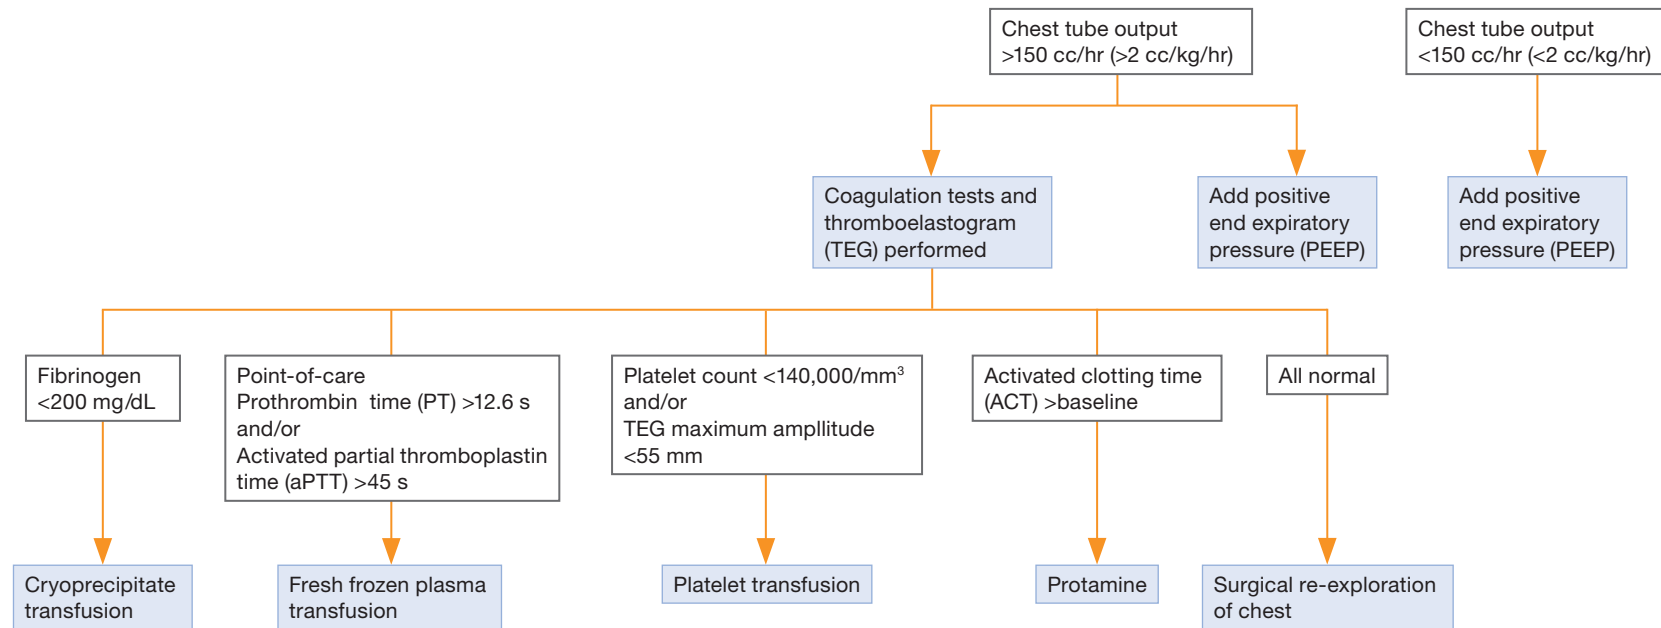 Chest tube output
>150 cc/hr (>2 cc/kg/hr)
Chest tube output
<150 cc/hr (<2 cc/kg/hr)
Coagulation tests and
thromboelastogram
(TEG) performed
Add positive
end expiratory
pressure (PEEP)
Add positive
end expiratory
pressure (PEEP)
Fibrinogen
<200 mg/dL
Point-of-care
Prothrombin time (PT) >12.6 s
and/or
Activated partial thromboplastin
time (aPTT) >45 s
Platelet count <140,000/mm³
and/or
TEG maximum ampllitude
<55 mm
Activated clotting time
(ACT) >baseline
All normal
Cryoprecipitate
transfusion
Fresh frozen plasma
transfusion
Platelet transfusion
Protamine
Surgical re-exploration
of chest